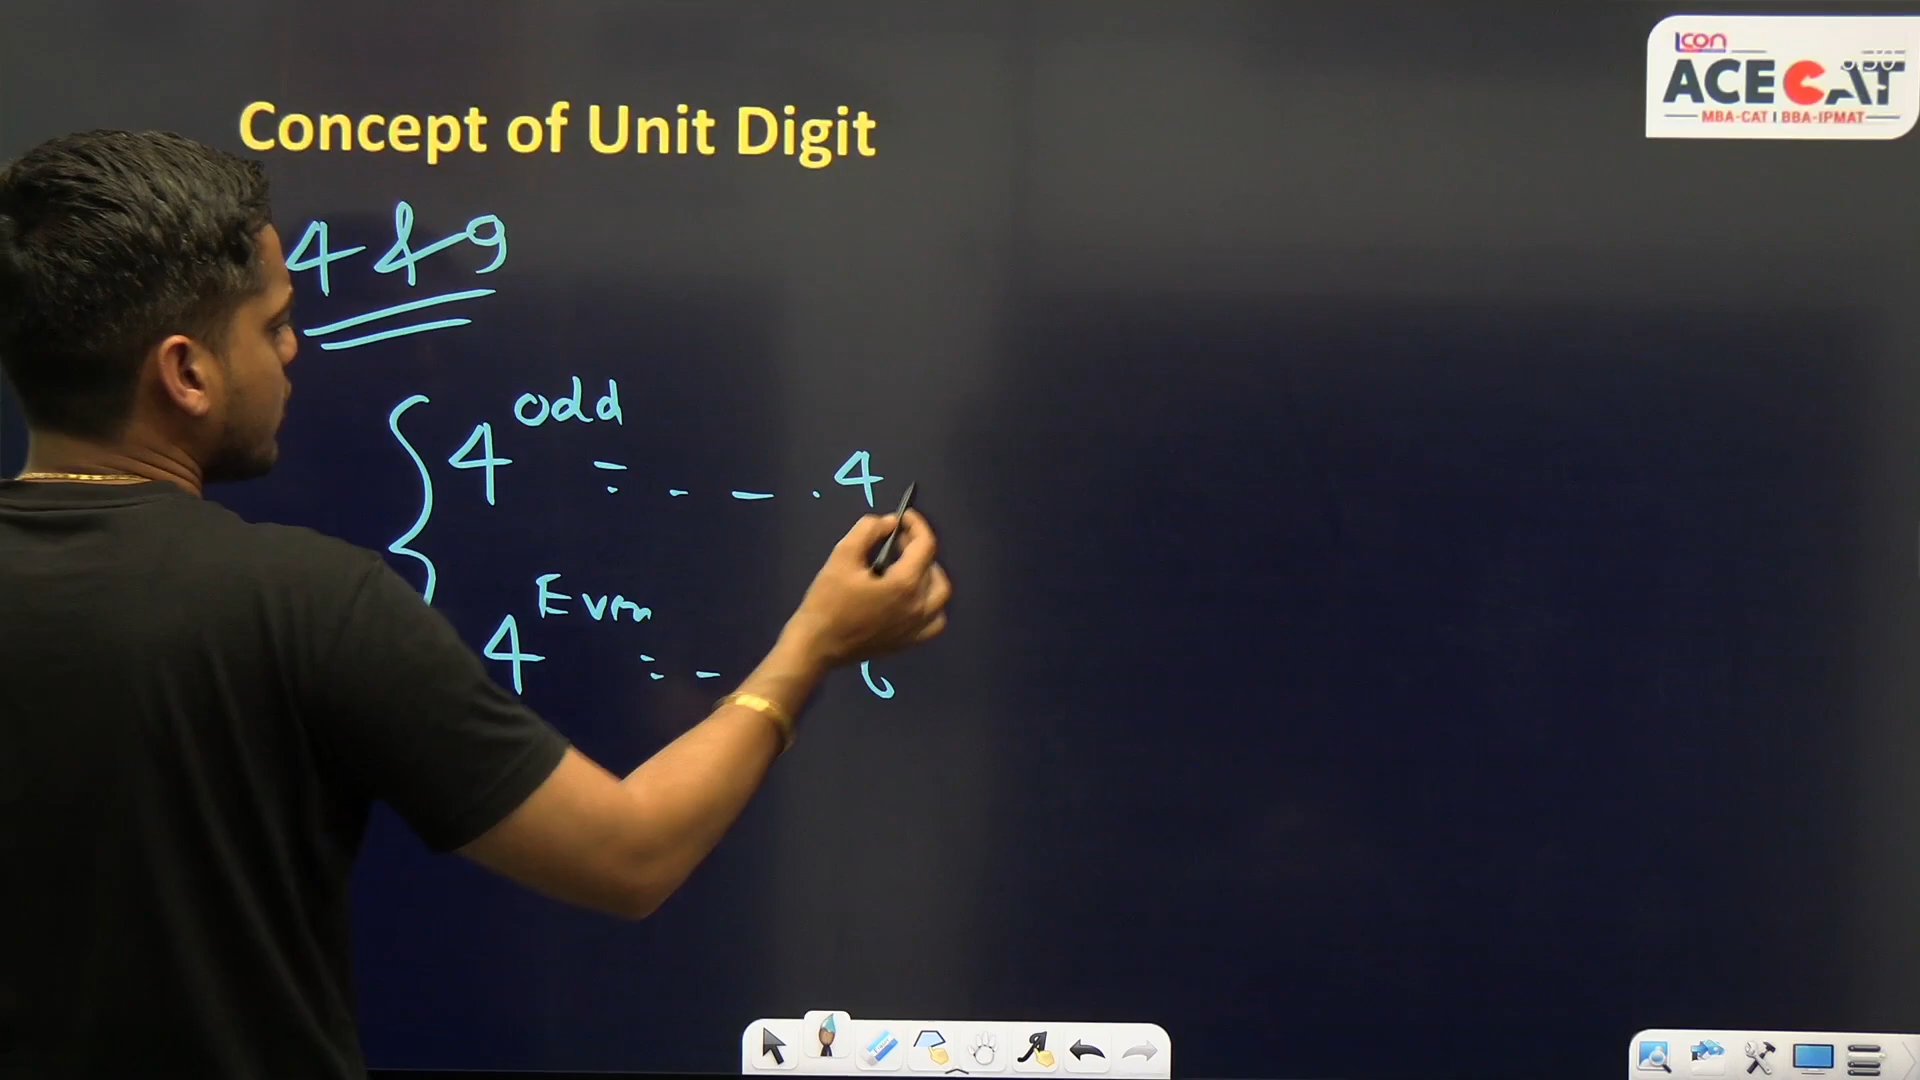 Icon
ACE CAT
MBA-CAT | BBA-IPMAT
Concept of Unit Digit
4 & 9
4 odd = - - - . 4
4 Even = - 6